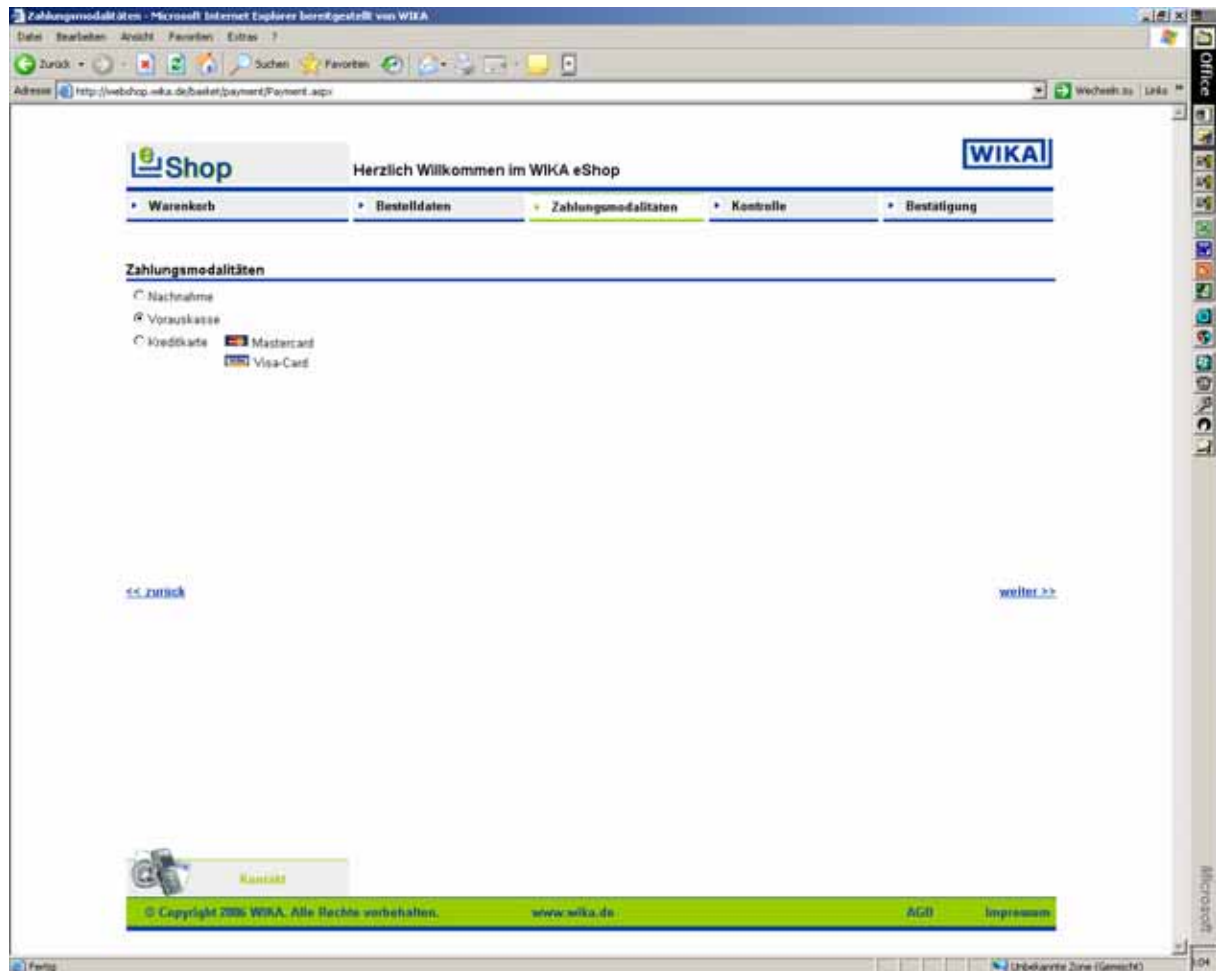 Zahlungsmodalitäten - Microsoft Internet Explorer bereitgestellt von WIKA
Datei Bearbeiten Ansicht Favoriten Extras ?
Zurück Suchen Favoriten
Adresse http://webshop.wika.de/basket/payment/Payment.aspx Wechseln zu Links
Office
eShop
Herzlich Willkommen im WIKA eShop
WIKA
Warenkorb Bestelldaten Zahlungsmodalitäten Kontrolle Bestätigung
Zahlungsmodalitäten
Nachnahme
Vorauskasse
Kreditkarte Mastercard
Visa-Card
<< zurück weiter >>
Kontakt
© Copyright 2006 WIKA. Alle Rechte vorbehalten. www.wika.de AGB Impressum
Microsoft
Fertig Unbekannte Zone (Gemischt)